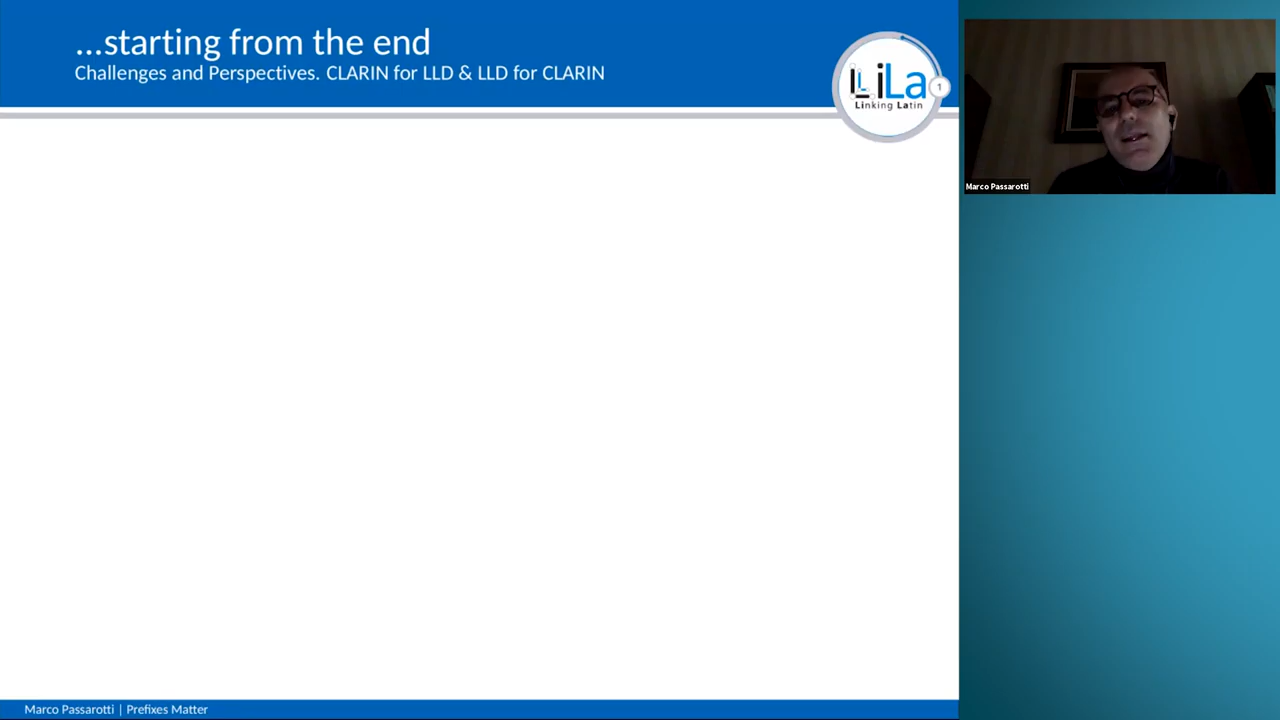 ...starting from the end
Challenges and Perspectives. CLARIN for LLD & LLD for CLARIN
LiLa
Linking Latin
1
Marco Passarotti
Marco Passarotti | Prefixes Matter